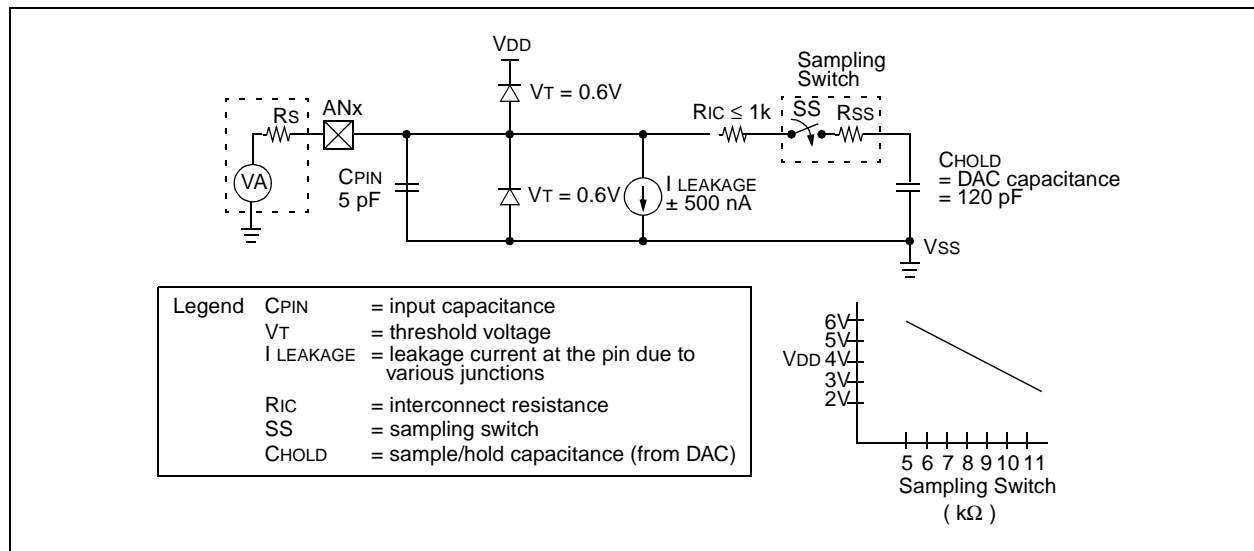 VDD
Sampling
Switch
VT = 0.6V
RS
ANx
RIC ≤ 1k
SS
RSS
VA
CPIN
5 pF
VT = 0.6V
I LEAKAGE
± 500 nA
CHOLD
= DAC capacitance
= 120 pF
VSS
Legend CPIN = input capacitance
VT = threshold voltage
I LEAKAGE = leakage current at the pin due to
various junctions
RIC = interconnect resistance
SS = sampling switch
CHOLD = sample/hold capacitance (from DAC)
6V
5V
VDD 4V
3V
2V
5 6 7 8 9 10 11
Sampling Switch
( kΩ )